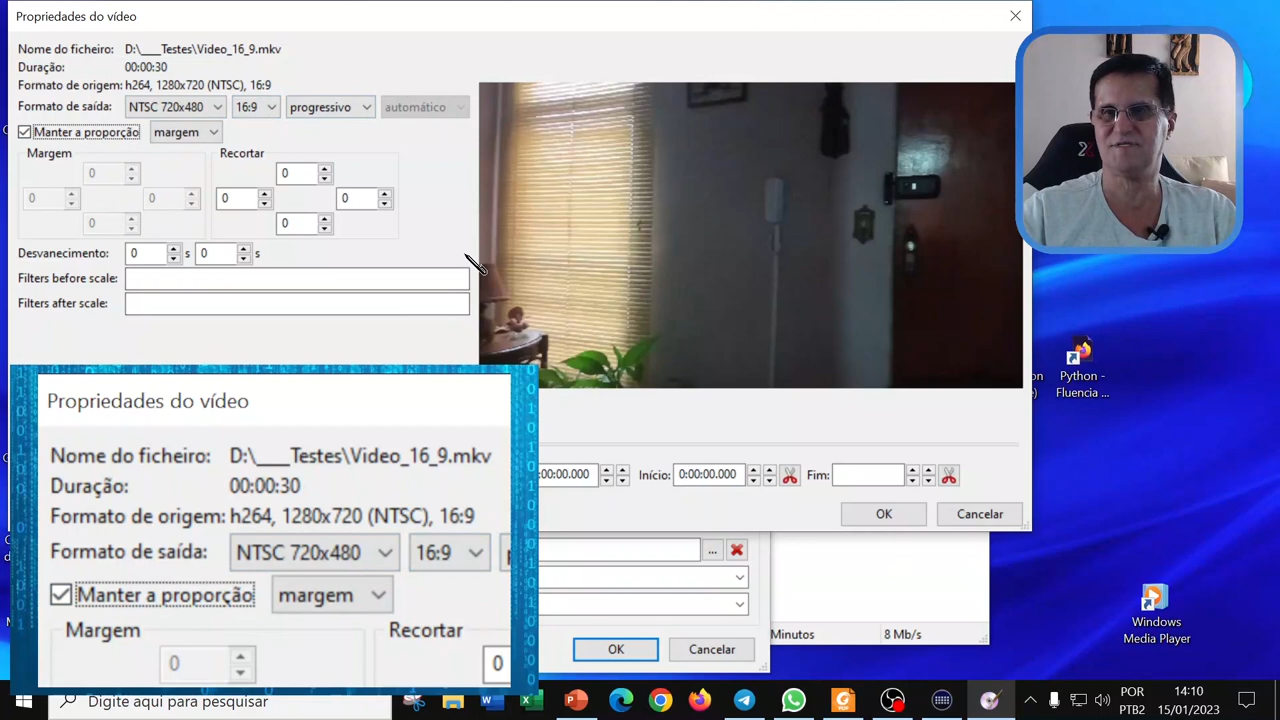 Propriedades do vídeo
Nome do ficheiro: D:\___Testes\Video_16_9.mkv
Duração: 00:00:30
Formato de origem: h264, 1280x720 (NTSC), 16:9
Formato de saída: NTSC 720x480 16:9 progressivo automático
Manter a proporção margem
Margem Recortar
0 0
0 0 0 0
0 0
Desvanecimento: 0 s 0 s
Filters before scale:
Filters after scale:
Propriedades do vídeo
Nome do ficheiro: D:\___Testes\Video_16_9.mkv
Duração: 00:00:30
Formato de origem: h264, 1280x720 (NTSC), 16:9
Formato de saída: NTSC 720x480 16:9
Manter a proporção margem
Margem Recortar
0 0
:00:00.000 Início: 0:00:00.000 Fim:
OK Cancelar
...
OK Cancelar
Minutos 8 Mb/s
Python -
Fluencia ...
Windows
Media Player
Digite aqui para pesquisar
POR
PTB2
14:10
15/01/2023